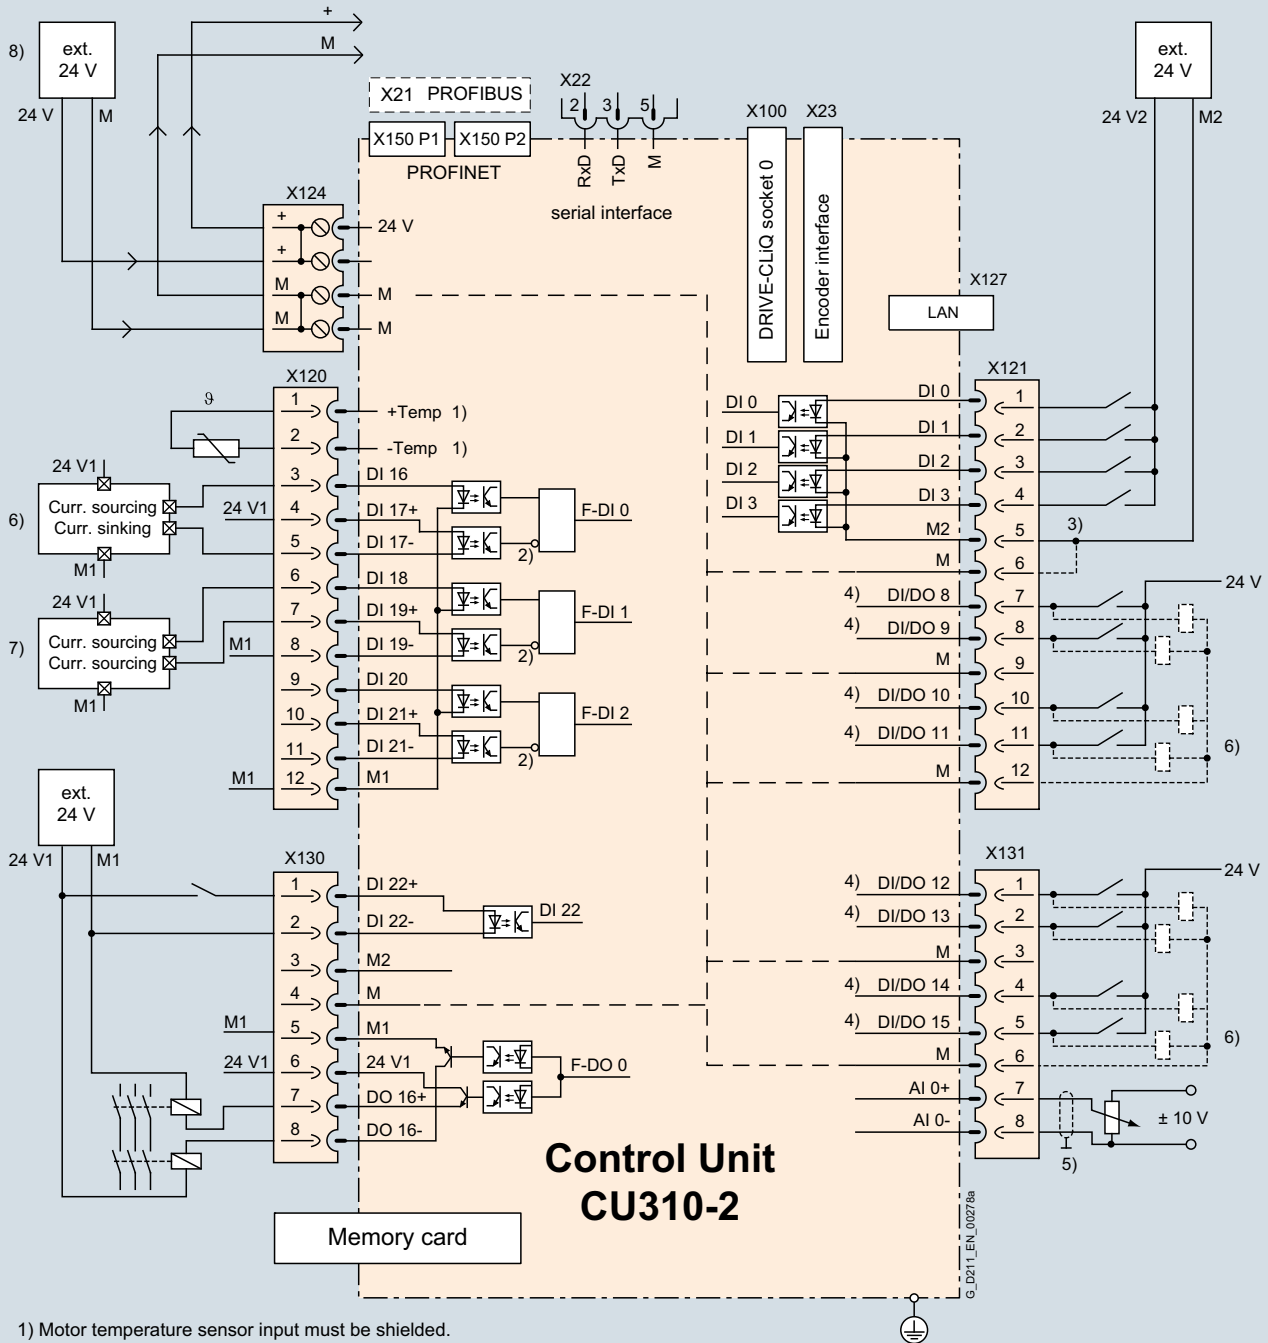 +
M
8)
ext.
24 V
24 V
M
X21 PROFIBUS
X150 P1
X150 P2
PROFINET
X22
2
3
5
RxD
TxD
M
serial interface
X100
X23
DRIVE-CLiQ socket 0
Encoder interface
ext.
24 V
24 V2
M2
X127
LAN
X124
+
24 V
+
M
M
M
M
X120
ϑ
1
+Temp 1)
2
-Temp 1)
24 V1
6)
Curr. sourcing
Curr. sinking
M1
3
DI 16
24 V1
4
DI 17+
5
DI 17-
2)
F-DI 0
24 V1
7)
Curr. sourcing
Curr. sourcing
M1
6
DI 18
7
DI 19+
M1
8
DI 19-
2)
F-DI 1
9
DI 20
10
DI 21+
11
DI 21-
2)
F-DI 2
M1
12
M1
ext.
24 V
24 V1
M1
X130
1
DI 22+
2
DI 22-
DI 22
3
M2
4
M
M1
5
M1
24 V1
6
24 V1
7
DO 16+
8
DO 16-
F-DO 0
X121
DI 0
DI 0
1
DI 1
DI 1
2
DI 2
DI 2
3
DI 3
DI 3
4
M2
5
3)
M
6
24 V
4) DI/DO 8
7
4) DI/DO 9
8
M
9
4) DI/DO 10
10
4) DI/DO 11
11
6)
M
12
X131
24 V
4) DI/DO 12
1
4) DI/DO 13
2
M
3
4) DI/DO 14
4
4) DI/DO 15
5
6)
M
6
AI 0+
7
AI 0-
8
± 10 V
5)
Control Unit
CU310-2
Memory card
G_D211_EN_00278a
1) Motor temperature sensor input must be shielded.